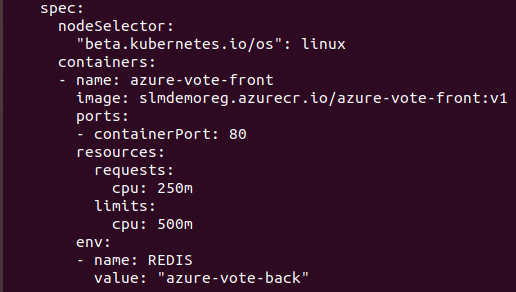 spec:
  nodeSelector:
    "beta.kubernetes.io/os": linux
  containers:
  - name: azure-vote-front
    image: slmdemoreg.azurecr.io/azure-vote-front:v1
    ports:
    - containerPort: 80
    resources:
      requests:
        cpu: 250m
      limits:
        cpu: 500m
    env:
    - name: REDIS
      value: "azure-vote-back"